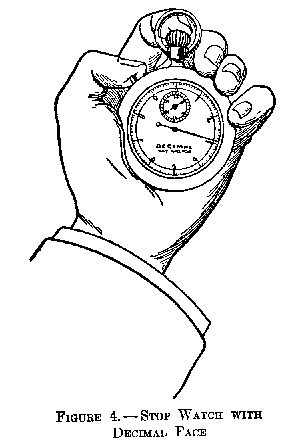 DECIMAL
FIGURE 4.—STOP WATCH WITH
DECIMAL FACE